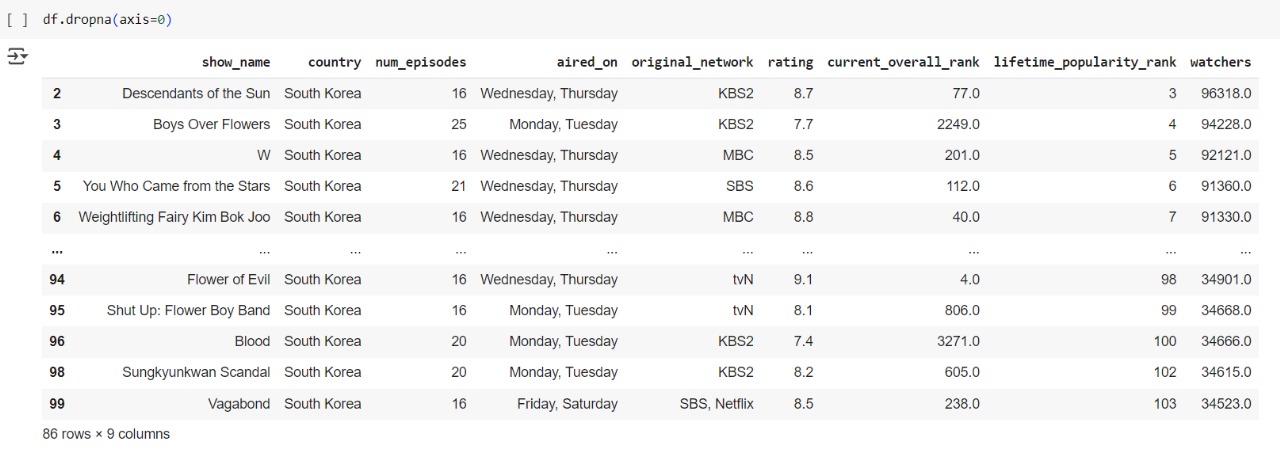 [ ] df.dropna(axis=0)
show_name country num_episodes aired_on original_network rating current_overall_rank lifetime_popularity_rank watchers
2 Descendants of the Sun South Korea 16 Wednesday, Thursday KBS2 8.7 77.0 3 96318.0
3 Boys Over Flowers South Korea 25 Monday, Tuesday KBS2 7.7 2249.0 4 94228.0
4 W South Korea 16 Wednesday, Thursday MBC 8.5 201.0 5 92121.0
5 You Who Came from the Stars South Korea 21 Wednesday, Thursday SBS 8.6 112.0 6 91360.0
6 Weightlifting Fairy Kim Bok Joo South Korea 16 Wednesday, Thursday MBC 8.8 40.0 7 91330.0
... ... ... ... ... ... ... ... ... ...
94 Flower of Evil South Korea 16 Wednesday, Thursday tvN 9.1 4.0 98 34901.0
95 Shut Up: Flower Boy Band South Korea 16 Monday, Tuesday tvN 8.1 806.0 99 34668.0
96 Blood South Korea 20 Monday, Tuesday KBS2 7.4 3271.0 100 34666.0
98 Sungkyunkwan Scandal South Korea 20 Monday, Tuesday KBS2 8.2 605.0 102 34615.0
99 Vagabond South Korea 16 Friday, Saturday SBS, Netflix 8.5 238.0 103 34523.0
86 rows × 9 columns